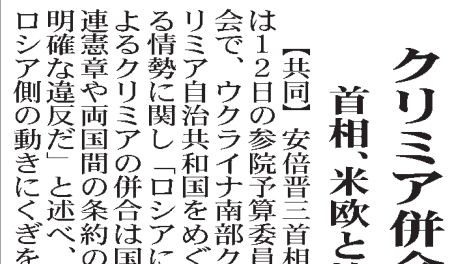 クリミア併合
首相、米欧と
【共同】安倍晋三首相
は12日の参院予算委員
会で、ウクライナ南部ク
リミア自治共和国をめぐ
る情勢に関し「ロシアに
よるクリミアの併合は国
連憲章や両国間の条約の
明確な違反だ」と述べ、
ロシア側の動きにくぎを